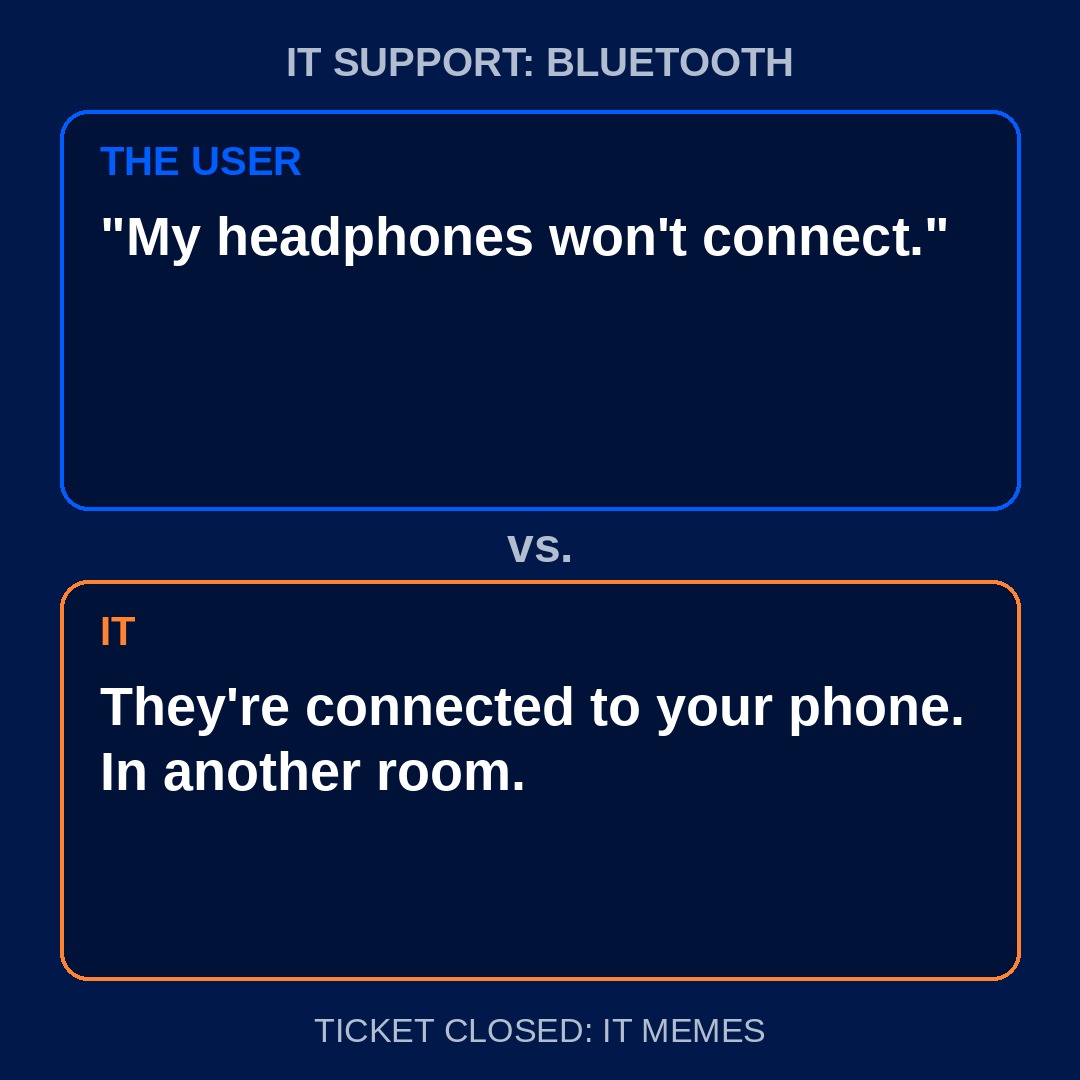 IT SUPPORT: BLUETOOTH
THE USER
"My headphones won't connect."
vs.
IT
They're connected to your phone.
In another room.
TICKET CLOSED: IT MEMES